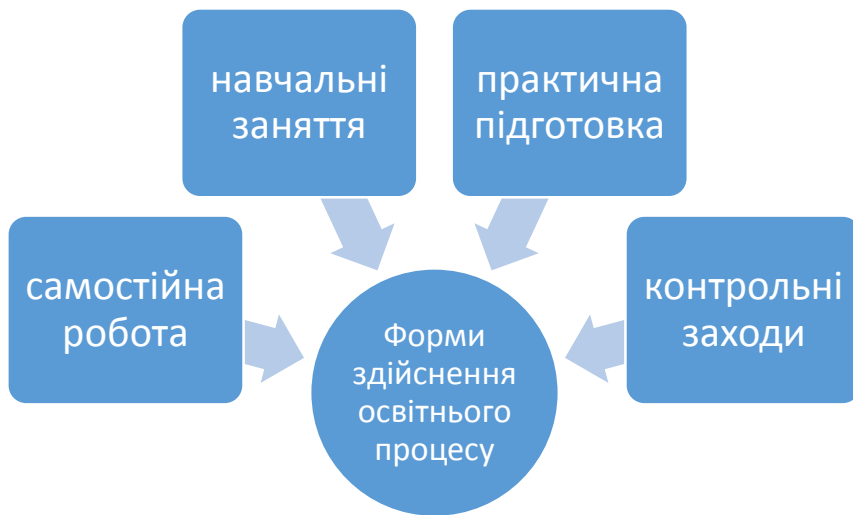 навчальні
заняття
практична
підготовка
самостійна
робота
контрольні
заходи
Форми
здійснення
освітнього
процесу